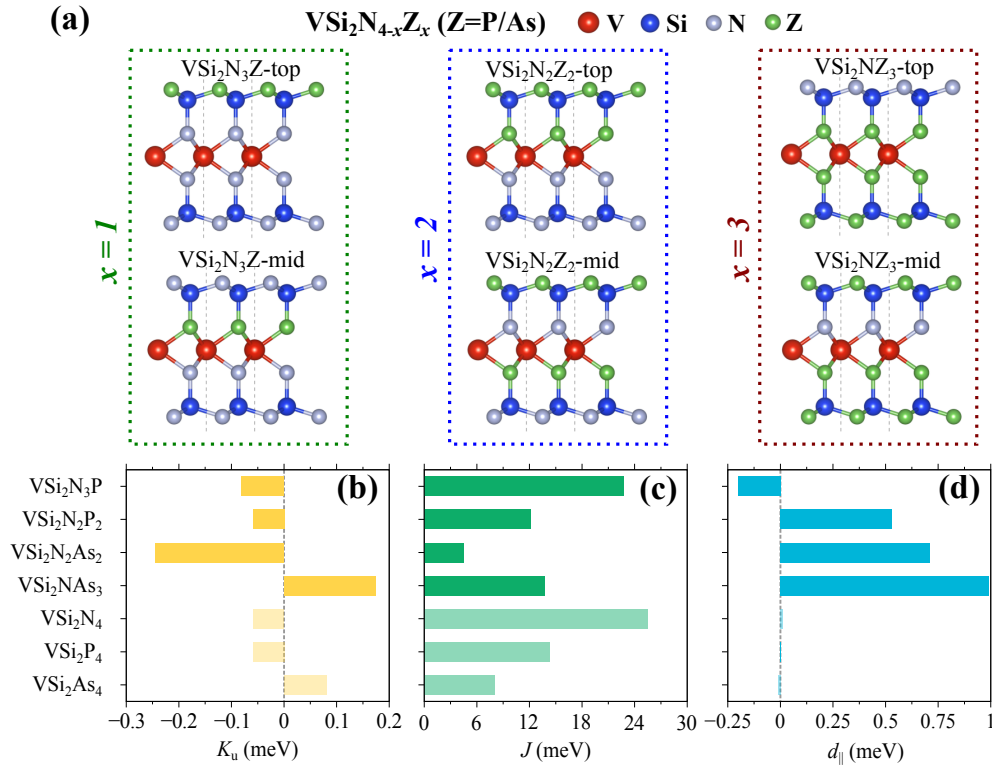 (a) VSi₂N₄₋ₓZₓ (Z=P/As) V Si N Z
x = 1
VSi₂N₃Z-top
VSi₂N₃Z-mid
x = 2
VSi₂N₂Z₂-top
VSi₂N₂Z₂-mid
x = 3
VSi₂NZ₃-top
VSi₂NZ₃-mid
VSi₂N₃P
VSi₂N₂P₂
VSi₂N₂As₂
VSi₂NAs₃
VSi₂N₄
VSi₂P₄
VSi₂As₄
(b)
−0.3 −0.2 −0.1 0 0.1 0.2
Kᵤ (meV)
(c)
0 6 12 18 24 30
J (meV)
(d)
−0.25 0 0.25 0.5 0.75 1
d∥ (meV)